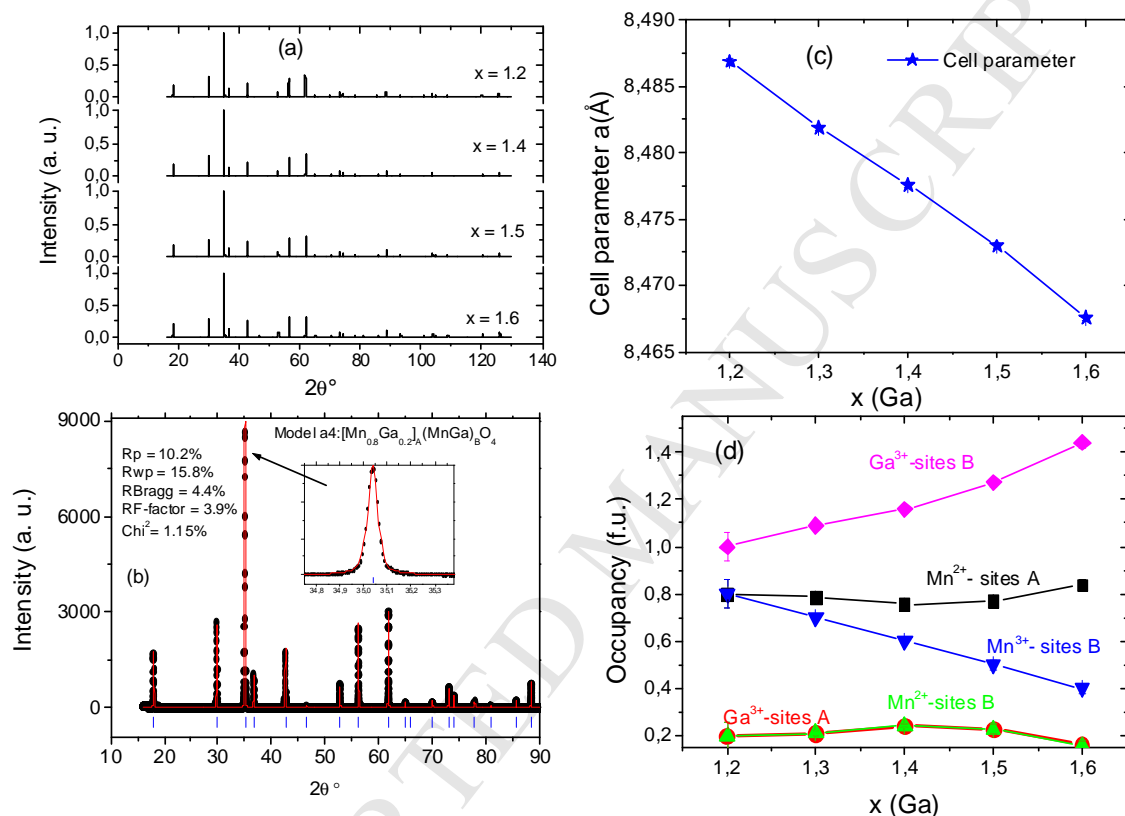 (a)
1,0
0,5
0,0
x = 1.2
1,0
0,5
0,0
x = 1.4
1,0
0,5
0,0
x = 1.5
1,0
0,5
0,0
x = 1.6
0 20 40 60 80 100 120 140
2θ°
Intensity (a. u.)
(c)
Cell parameter
8,490
8,485
8,480
8,475
8,470
8,465
1,2 1,3 1,4 1,5 1,6
x (Ga)
Cell parameter a(Å)
Model a4:[Mn0.8Ga0.2]A(MnGa)BO4
Rp = 10.2%
Rwp = 15.8%
RBragg = 4.4%
RF-factor = 3.9%
Chi²= 1.15%
(b)
9000
6000
3000
0
34,8 34,9 35,0 35,1 35,2 35,3
10 20 30 40 50 60 70 80 90
2θ °
Intensity (a. u.)
(d)
Ga³⁺-sites B
Mn²⁺- sites A
Mn³⁺- sites B
Mn²⁺-sites B
Ga³⁺-sites A
1,4
1,2
1,0
0,8
0,6
0,4
0,2
1,2 1,3 1,4 1,5 1,6
x (Ga)
Occupancy (f.u.)
PTED MANUSCRIP